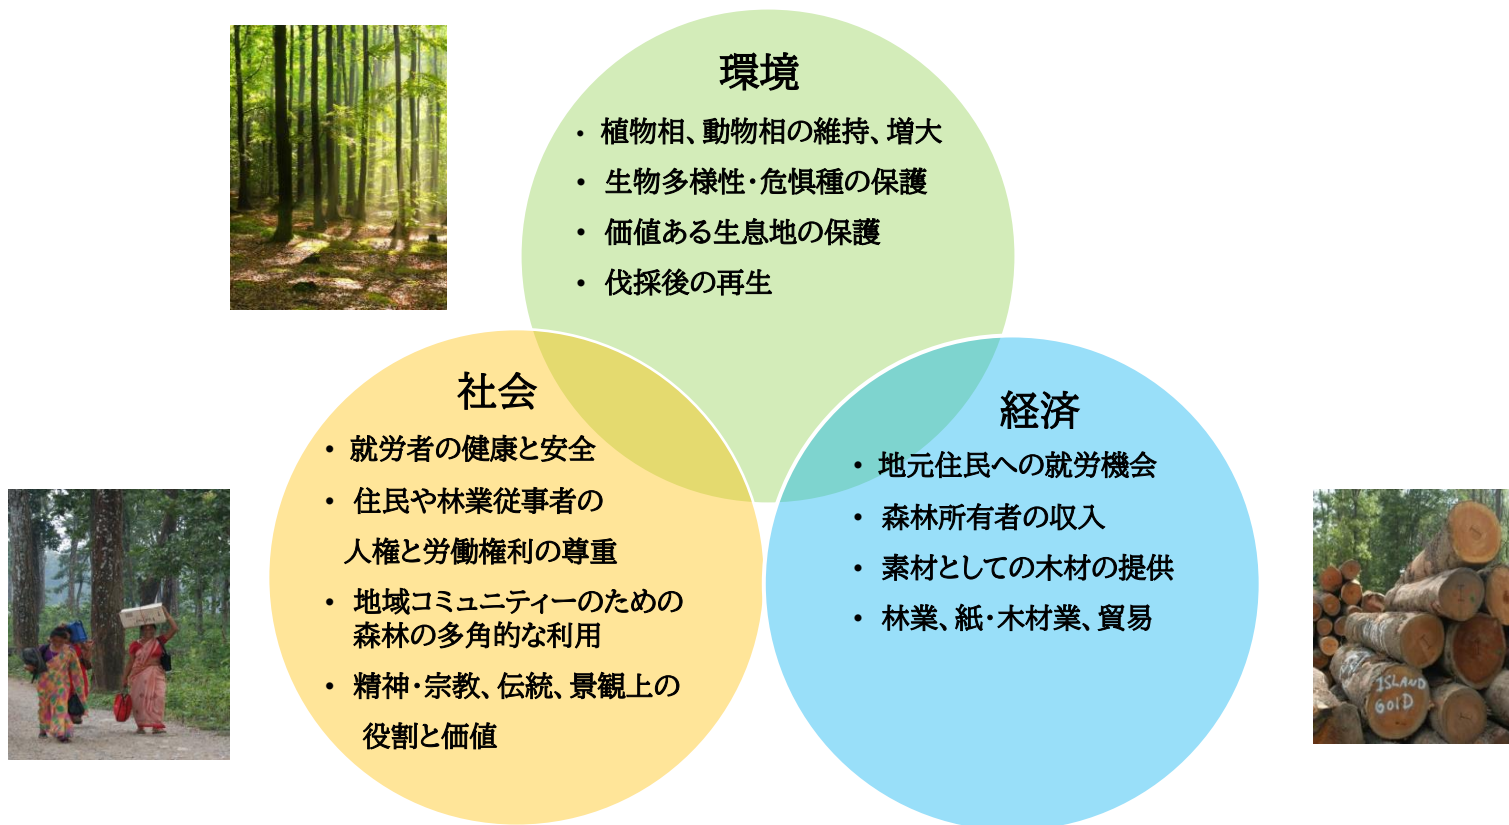 環境
・ 植物相、動物相の維持、増大
・ 生物多様性・危惧種の保護
・ 価値ある生息地の保護
・ 伐採後の再生
社会
・ 就労者の健康と安全
・ 住民や林業従事者の
人権と労働権利の尊重
・ 地域コミュニティーのための
森林の多角的な利用
・ 精神・宗教、伝統、景観上の
役割と価値
経済
・ 地元住民への就労機会
・ 森林所有者の収入
・ 素材としての木材の提供
・ 林業、紙・木材業、貿易
ISLAND
GOLD